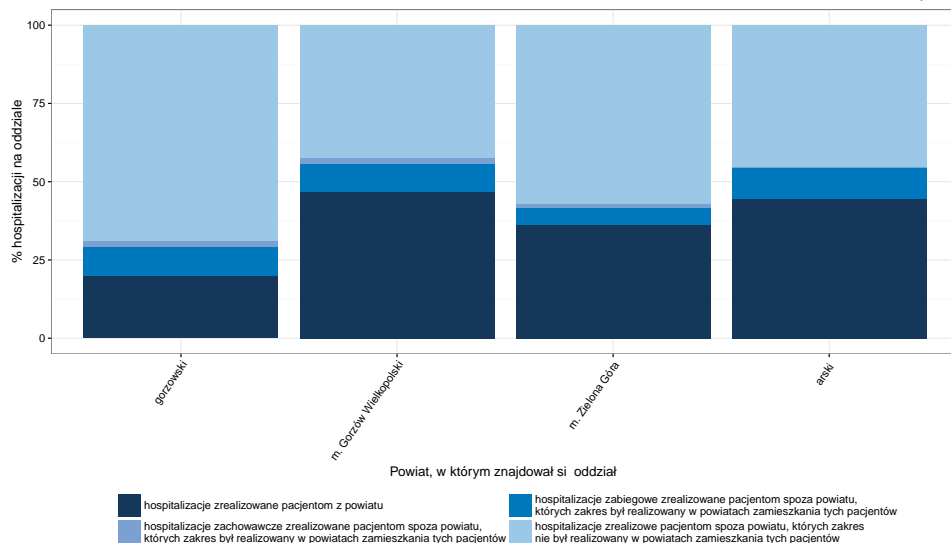 % hospitalizacji na oddziale
100
75
50
25
0
gorzowski
m. Gorzów Wielkopolski
m. Zielona Góra
arski
Powiat, w którym znajdował si oddział
hospitalizacje zrealizowane pacjentom z powiatu
hospitalizacje zachowawcze zrealizowane pacjentom spoza powiatu,
których zakres był realizowany w powiatach zamieszkania tych pacjentów
hospitalizacje zabiegowe zrealizowane pacjentom spoza powiatu,
których zakres był realizowany w powiatach zamieszkania tych pacjentów
hospitalizacje zrealizowe pacjentom spoza powiatu, których zakres
nie był realizowany w powiatach zamieszkania tych pacjentów